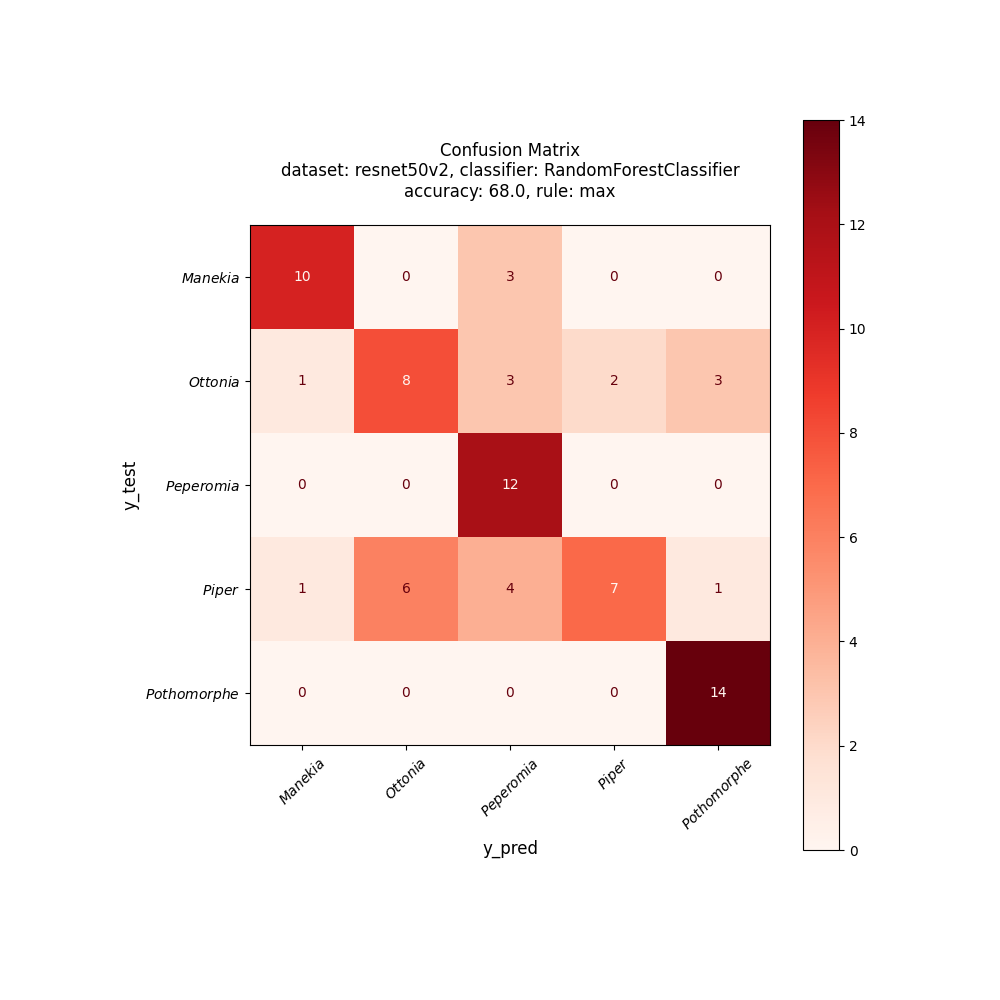 Confusion Matrix
dataset: resnet50v2, classifier: RandomForestClassifier
accuracy: 68.0, rule: max
Manekia 10 0 3 0 0
Ottonia 1 8 3 2 3
Peperomia 0 0 12 0 0
Piper 1 6 4 7 1
Pothomorphe 0 0 0 0 14
y_test
Manekia Ottonia Peperomia Piper Pothomorphe
y_pred
14
12
10
8
6
4
2
0